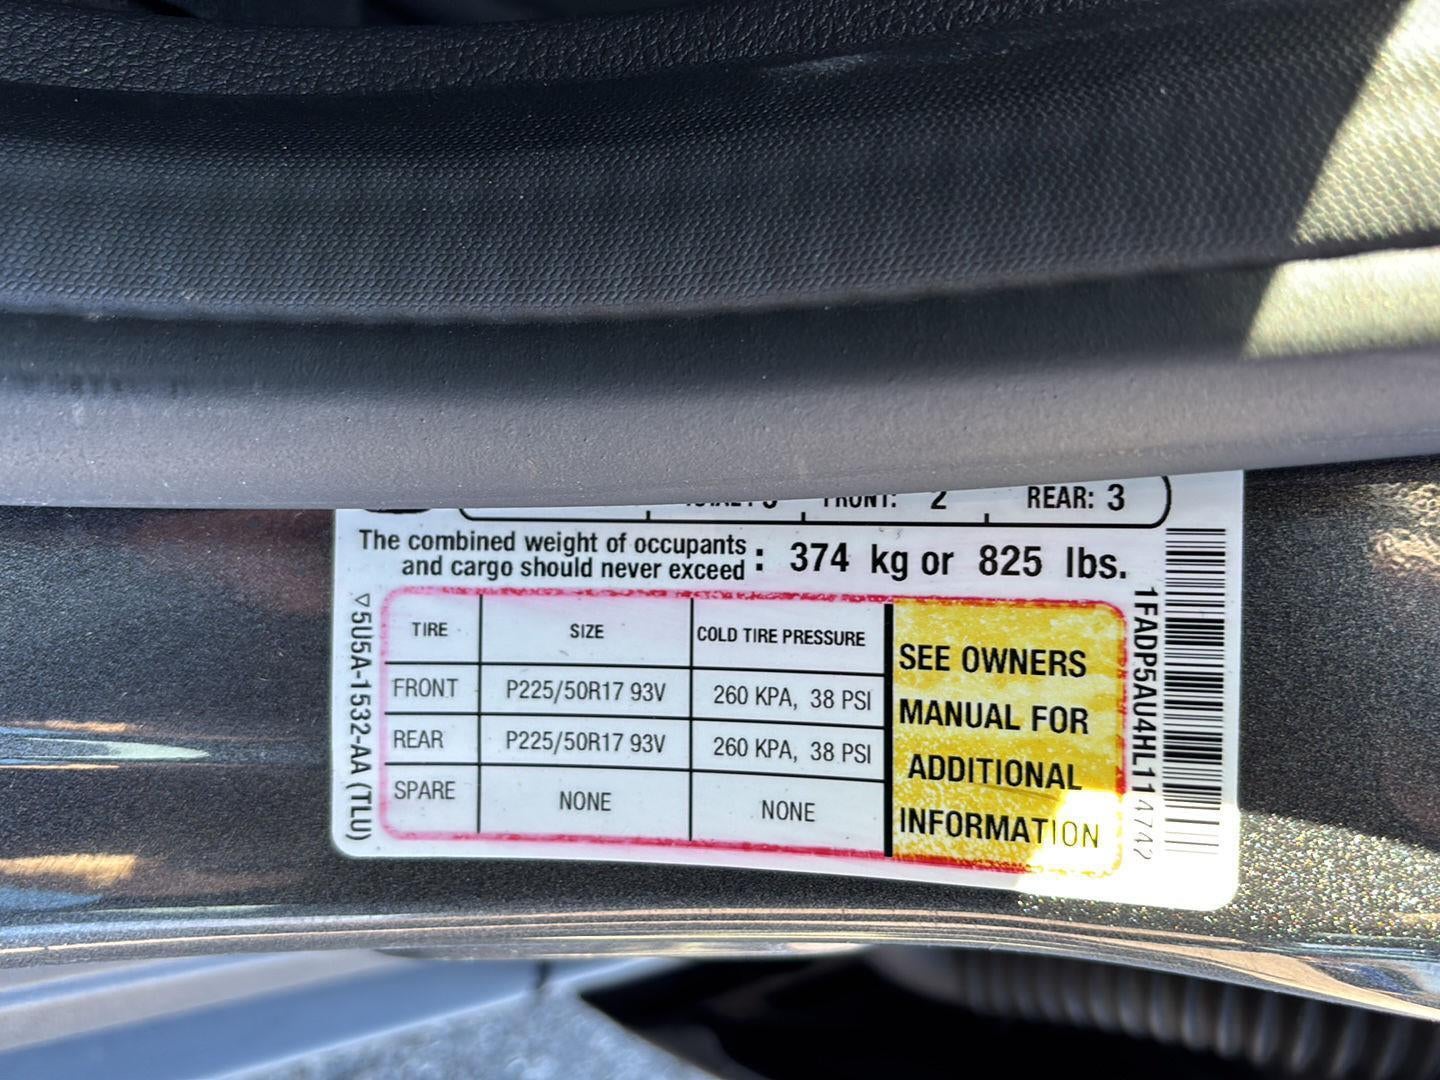 FRONT: 2 REAR: 3
The combined weight of occupants
and cargo should never exceed : 374 kg or 825 lbs.
TIRE SIZE COLD TIRE PRESSURE
FRONT P225/50R17 93V 260 KPA, 38 PSI
REAR P225/50R17 93V 260 KPA, 38 PSI
SPARE NONE NONE
SEE OWNERS
MANUAL FOR
ADDITIONAL
INFORMATION
▽5U5A-1532-AA (TLU)
1FADP5AU4HL114742